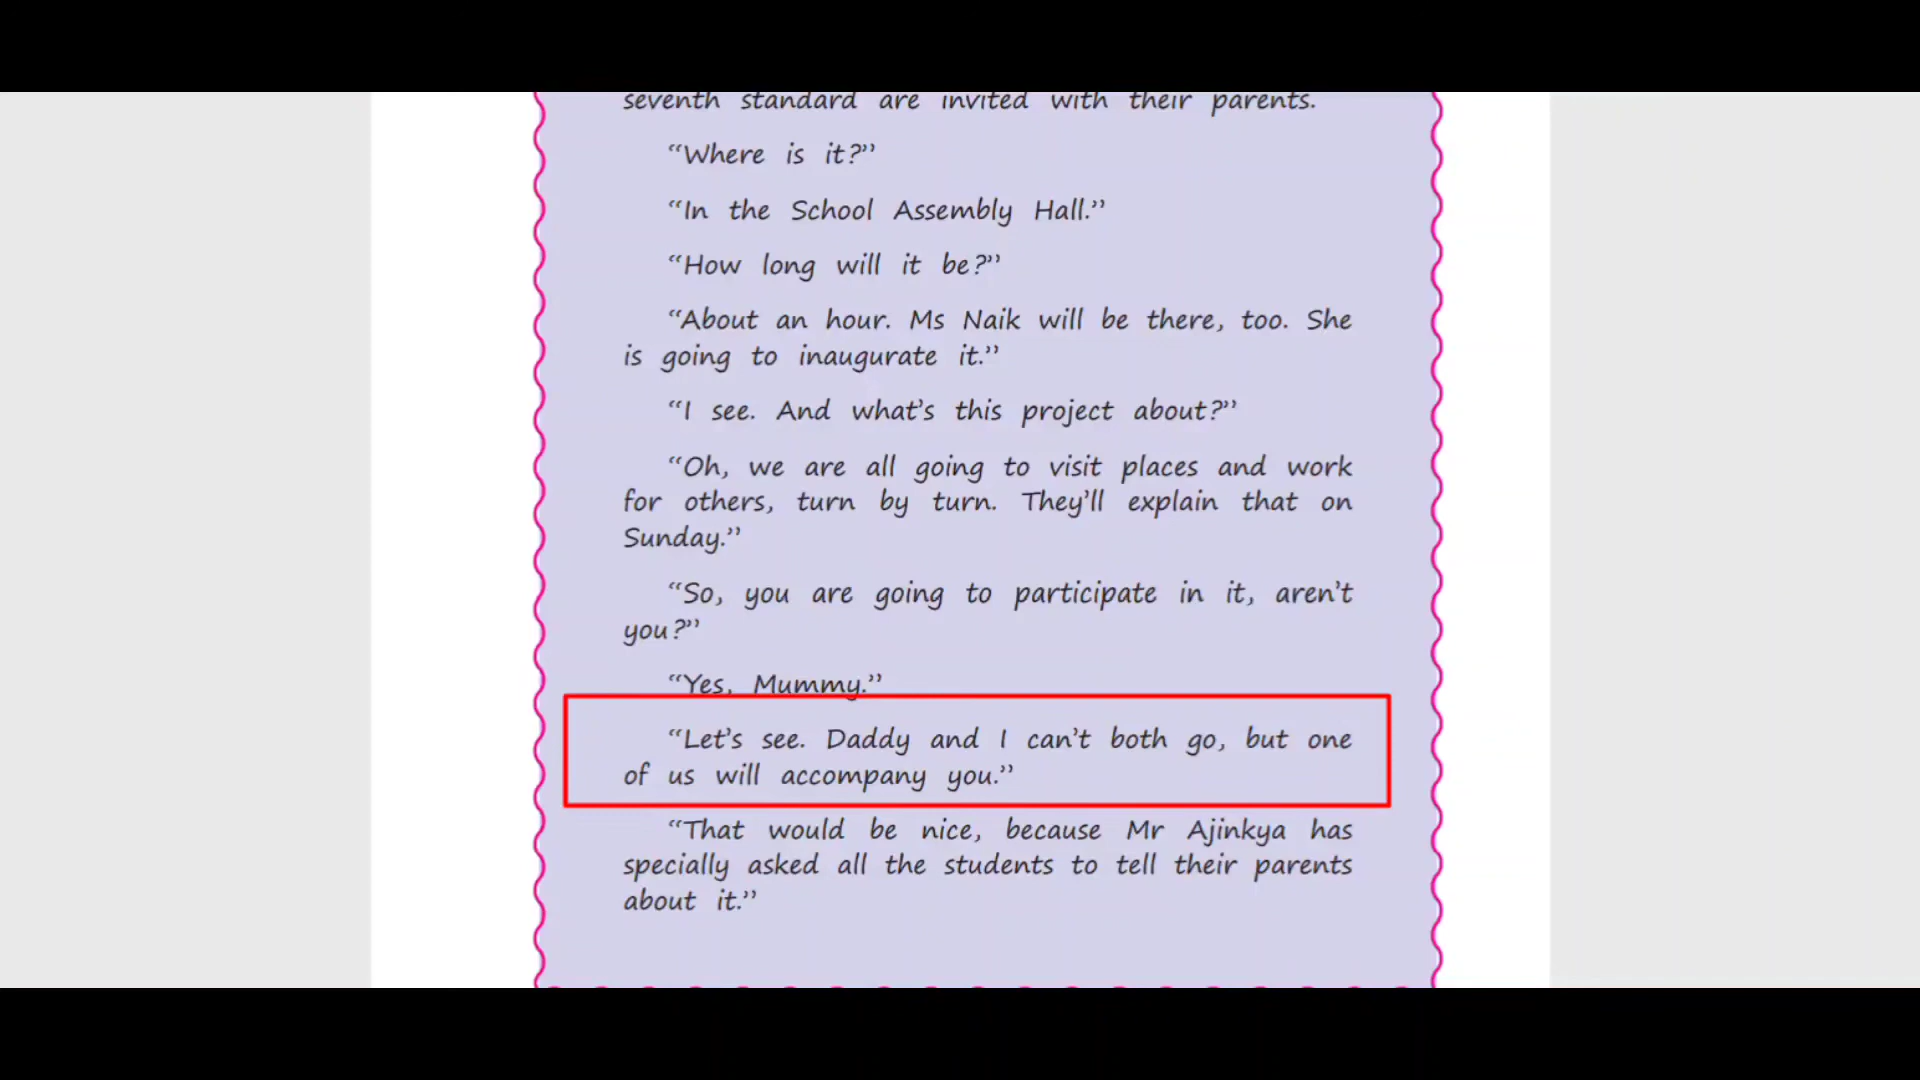 seventh standard are invited with their parents.
“Where is it?”
“In the School Assembly Hall.”
“How long will it be?”
“About an hour. Ms Naik will be there, too. She
is going to inaugurate it.”
“I see. And what’s this project about?”
“Oh, we are all going to visit places and work
for others, turn by turn. They’ll explain that on
Sunday.”
“So, you are going to participate in it, aren’t
you?”
“Yes, Mummy.”
“Let’s see. Daddy and I can’t both go, but one
of us will accompany you.”
“That would be nice, because Mr Ajinkya has
specially asked all the students to tell their parents
about it.”